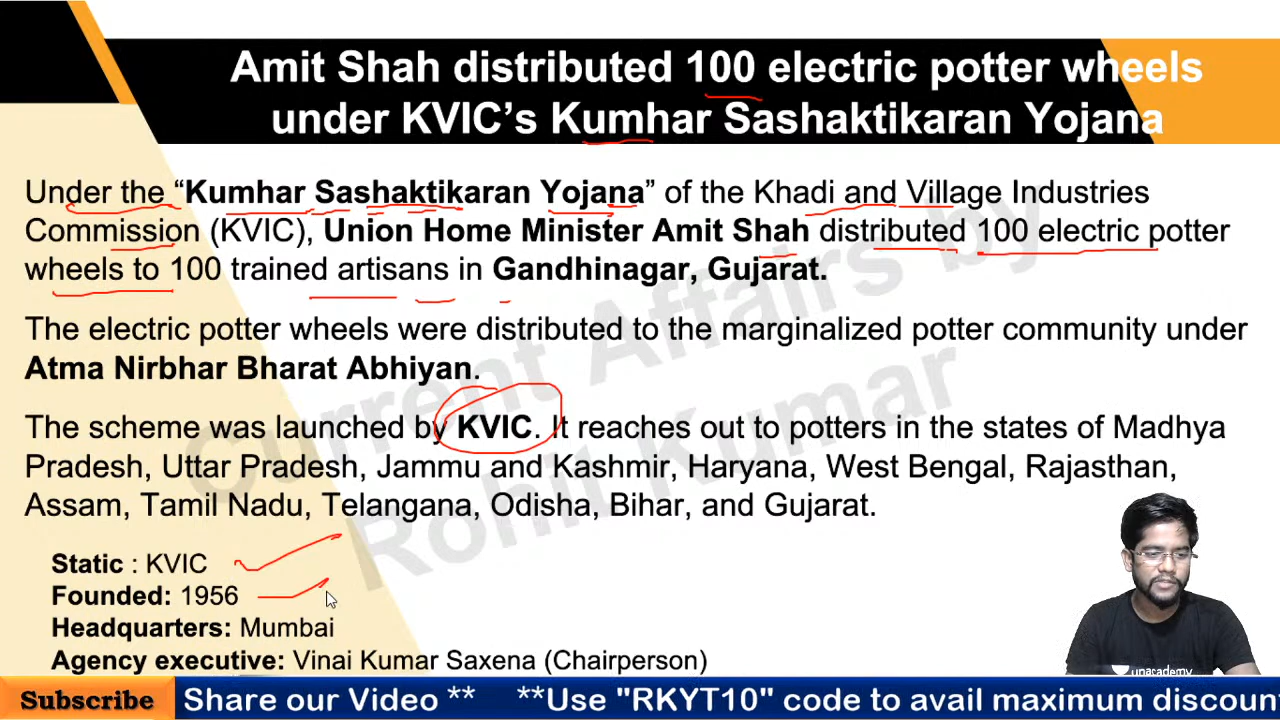 Amit Shah distributed 100 electric potter wheels
under KVIC’s Kumhar Sashaktikaran Yojana
Under the “Kumhar Sashaktikaran Yojana” of the Khadi and Village Industries
Commission (KVIC), Union Home Minister Amit Shah distributed 100 electric potter
wheels to 100 trained artisans in Gandhinagar, Gujarat.
The electric potter wheels were distributed to the marginalized potter community under
Atma Nirbhar Bharat Abhiyan.
The scheme was launched by KVIC. It reaches out to potters in the states of Madhya
Pradesh, Uttar Pradesh, Jammu and Kashmir, Haryana, West Bengal, Rajasthan,
Assam, Tamil Nadu, Telangana, Odisha, Bihar, and Gujarat.
Current Affairs by
Rohit Kumar
Static : KVIC
Founded: 1956
Headquarters: Mumbai
Agency executive: Vinai Kumar Saxena (Chairperson)
unacademy
Subscribe
Share our Video ** **Use "RKYT10" code to avail maximum discoun